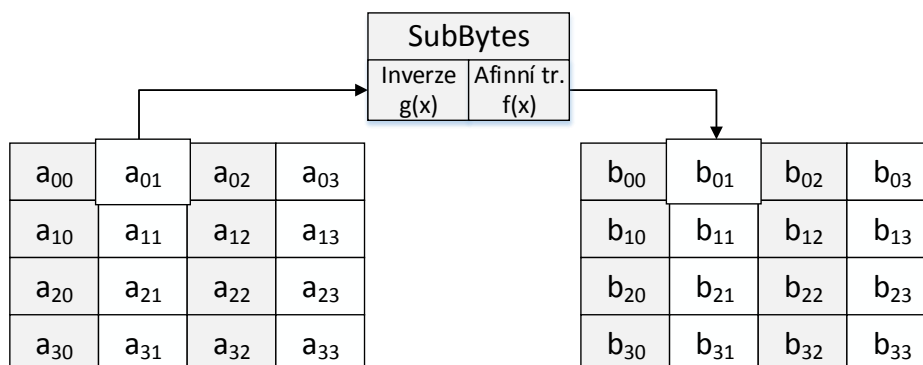 SubBytes
Inverze Afinní tr.
g(x) f(x)
a₀₀ a₀₁ a₀₂ a₀₃ b₀₀ b₀₁ b₀₂ b₀₃
a₁₀ a₁₁ a₁₂ a₁₃ b₁₀ b₁₁ b₁₂ b₁₃
a₂₀ a₂₁ a₂₂ a₂₃ b₂₀ b₂₁ b₂₂ b₂₃
a₃₀ a₃₁ a₃₂ a₃₃ b₃₀ b₃₁ b₃₂ b₃₃